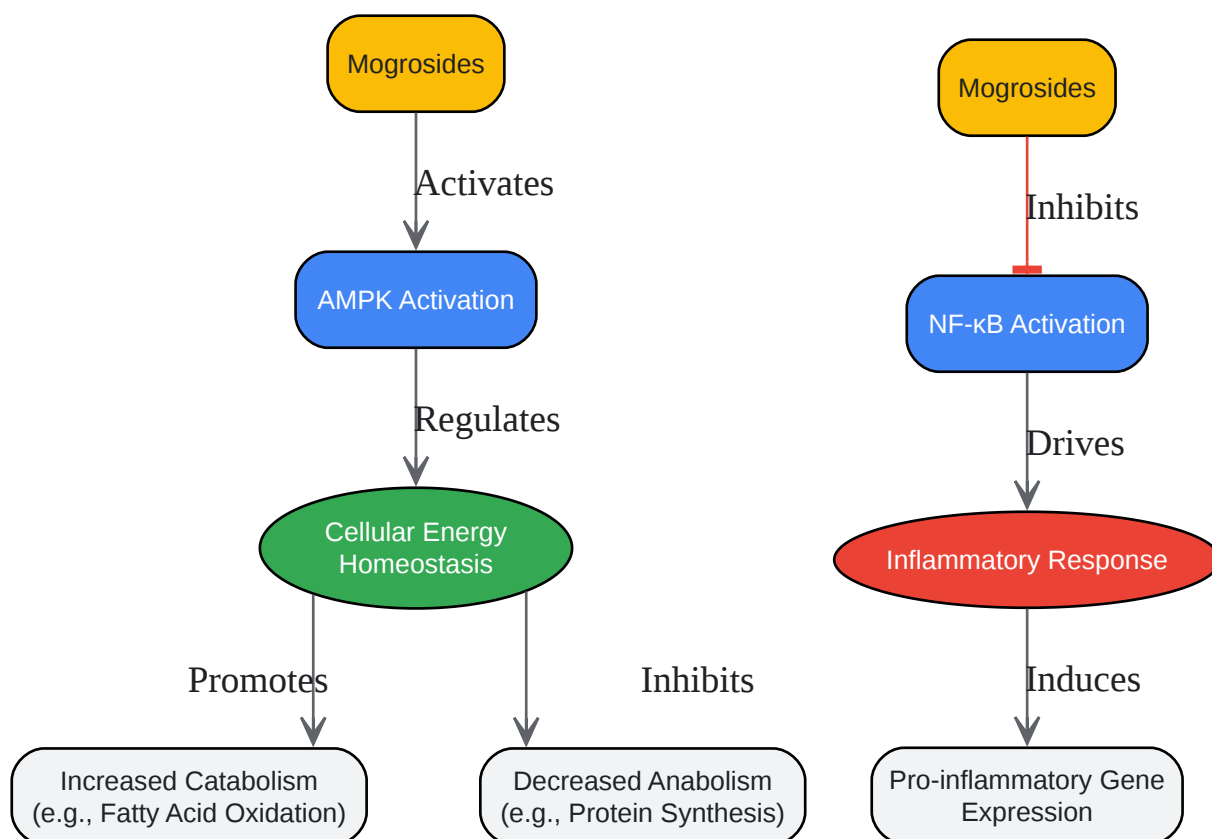 Mogrosides
Activates
AMPK Activation
Regulates
Cellular Energy
Homeostasis
Promotes
Inhibits
Increased Catabolism
(e.g., Fatty Acid Oxidation)
Decreased Anabolism
(e.g., Protein Synthesis)
Mogrosides
Inhibits
NF-κB Activation
Drives
Inflammatory Response
Induces
Pro-inflammatory Gene
Expression